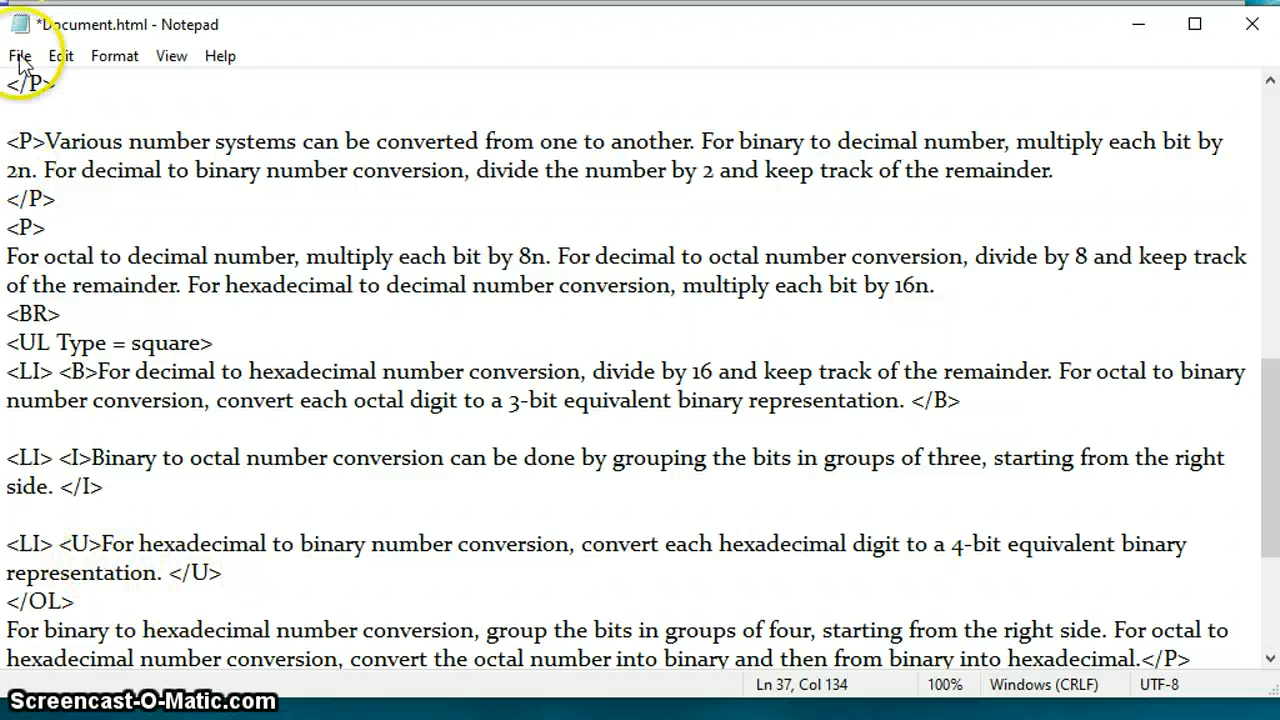 *Document.html - Notepad
File Edit Format View Help
</P>
<P>Various number systems can be converted from one to another. For binary to decimal number, multiply each bit by
2n. For decimal to binary number conversion, divide the number by 2 and keep track of the remainder.
</P>
<P>
For octal to decimal number, multiply each bit by 8n. For decimal to octal number conversion, divide by 8 and keep track
of the remainder. For hexadecimal to decimal number conversion, multiply each bit by 16n.
<BR>
<UL Type = square>
<LI> <B>For decimal to hexadecimal number conversion, divide by 16 and keep track of the remainder. For octal to binary
number conversion, convert each octal digit to a 3-bit equivalent binary representation. </B>
<LI> <I>Binary to octal number conversion can be done by grouping the bits in groups of three, starting from the right
side. </I>
<LI> <U>For hexadecimal to binary number conversion, convert each hexadecimal digit to a 4-bit equivalent binary
representation. </U>
</OL>
For binary to hexadecimal number conversion, group the bits in groups of four, starting from the right side. For octal to
hexadecimal number conversion, convert the octal number into binary and then from binary into hexadecimal.</P>
Ln 37, Col 134 100% Windows (CRLF) UTF-8
Screencast-O-Matic.com